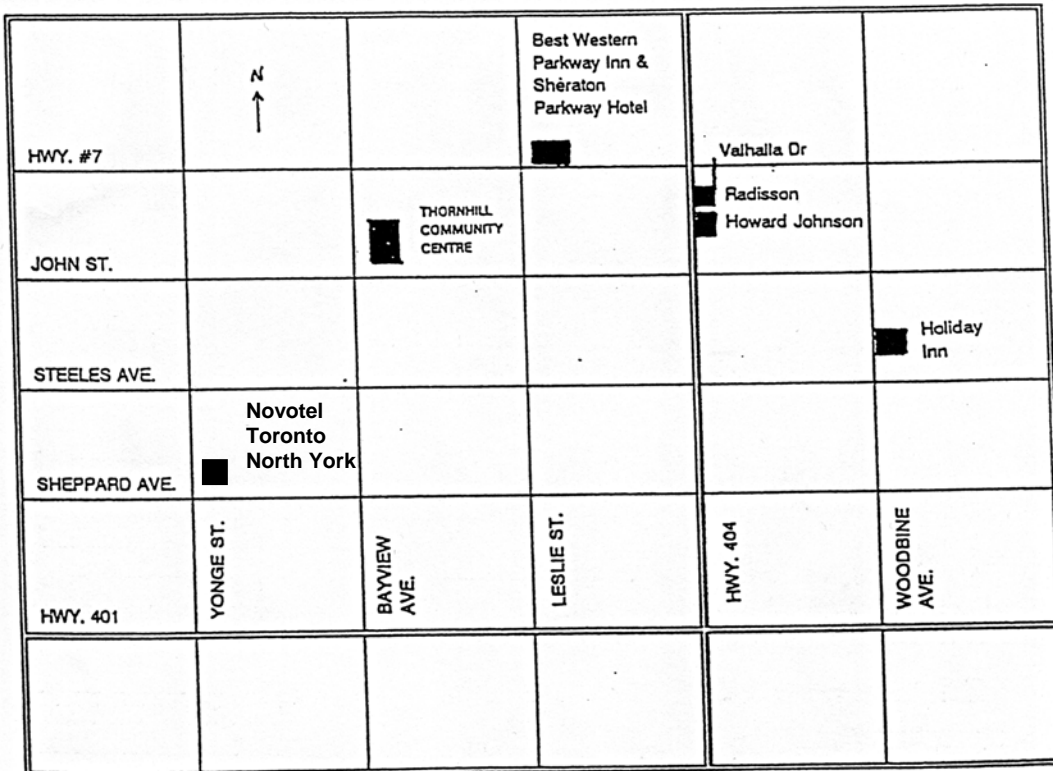 Best Western
Parkway Inn &
Sheraton
Parkway Hotel
N
HWY. #7
Valhalla Dr
Radisson
Howard Johnson
THORNHILL
COMMUNITY
CENTRE
JOHN ST.
Holiday
Inn
STEELES AVE.
Novotel
Toronto
North York
SHEPPARD AVE.
YONGE ST.
BAYVIEW
AVE.
LESLIE ST.
HWY. 404
WOODBINE
AVE.
HWY. 401